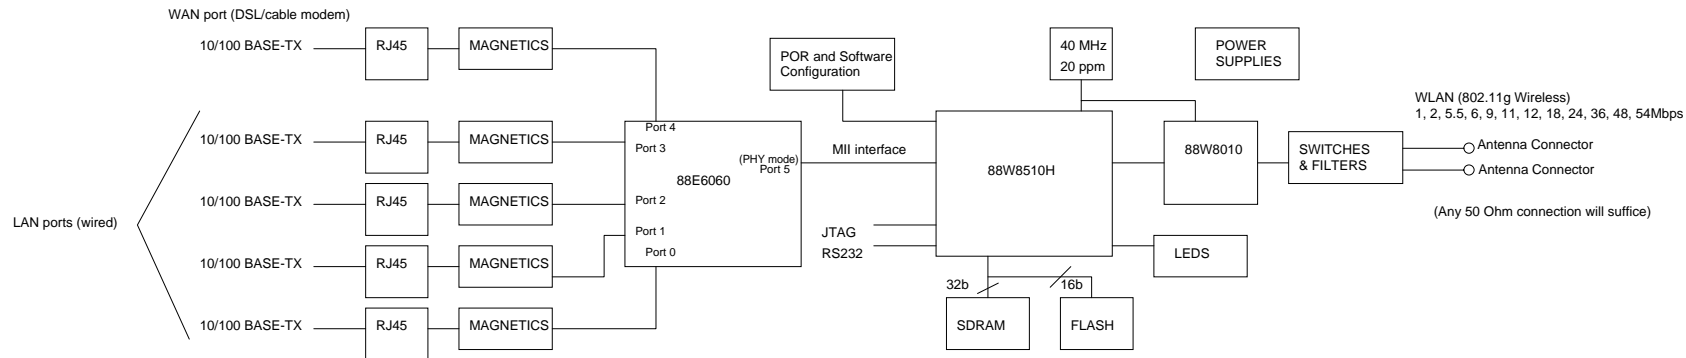 WAN port (DSL/cable modem)
10/100 BASE-TX
RJ45
MAGNETICS
10/100 BASE-TX
RJ45
MAGNETICS
10/100 BASE-TX
RJ45
MAGNETICS
10/100 BASE-TX
RJ45
MAGNETICS
10/100 BASE-TX
RJ45
MAGNETICS
LAN ports (wired)
Port 4
Port 3
(PHY mode)
Port 5
88E6060
Port 2
Port 1
Port 0
POR and Software
Configuration
MII interface
40 MHz
20 ppm
88W8510H
JTAG
RS232
32b
16b
SDRAM
FLASH
LEDS
POWER
SUPPLIES
88W8010
SWITCHES
& FILTERS
WLAN (802.11g Wireless)
1, 2, 5.5, 6, 9, 11, 12, 18, 24, 36, 48, 54Mbps
Antenna Connector
Antenna Connector
(Any 50 Ohm connection will suffice)